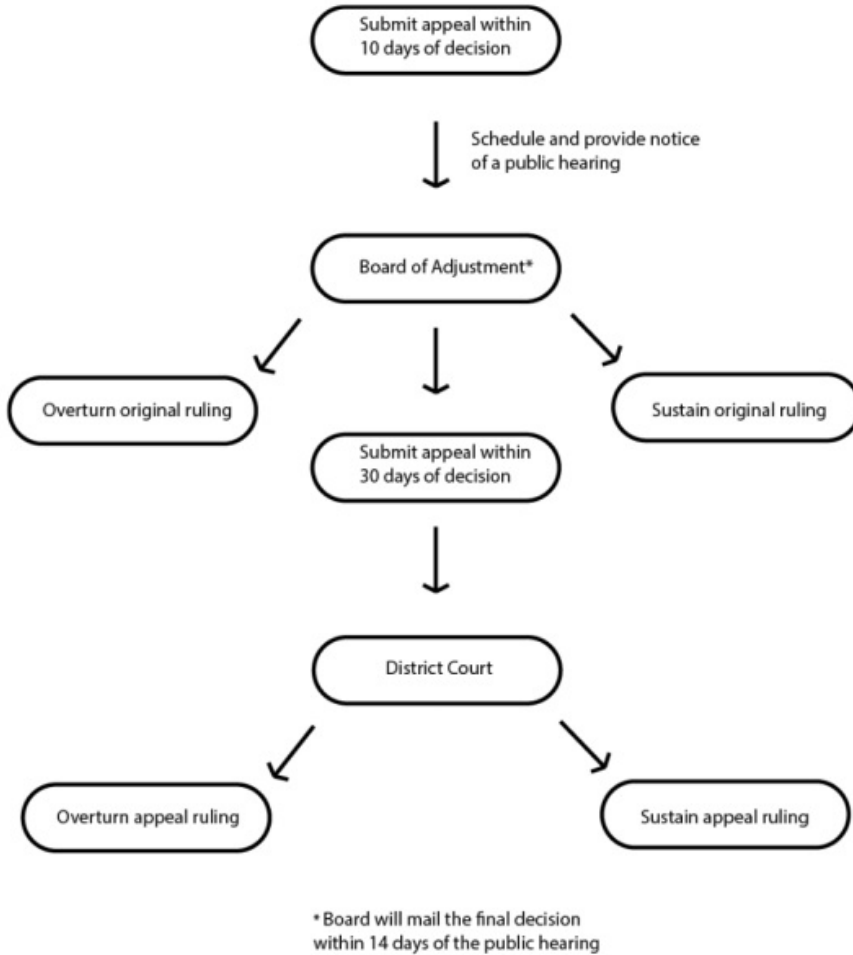 Submit appeal within
10 days of decision
Schedule and provide notice
of a public hearing
Board of Adjustment*
Overturn original ruling
Sustain original ruling
Submit appeal within
30 days of decision
District Court
Overturn appeal ruling
Sustain appeal ruling
* Board will mail the final decision
within 14 days of the public hearing